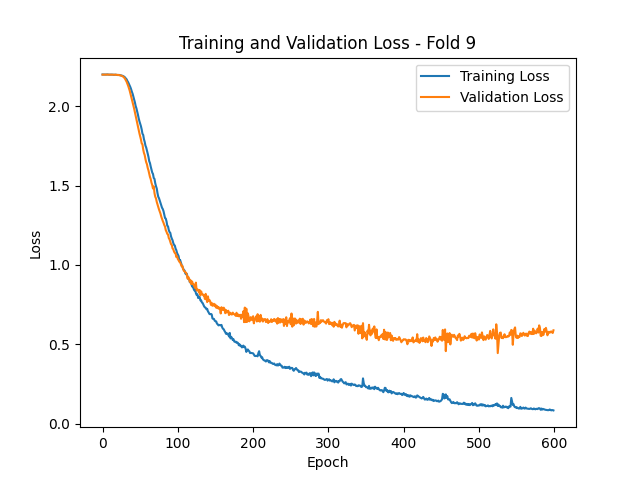 Training and Validation Loss - Fold 9
Training Loss
Validation Loss
2.0
1.5
1.0
0.5
0.0
Loss
0 100 200 300 400 500 600
Epoch